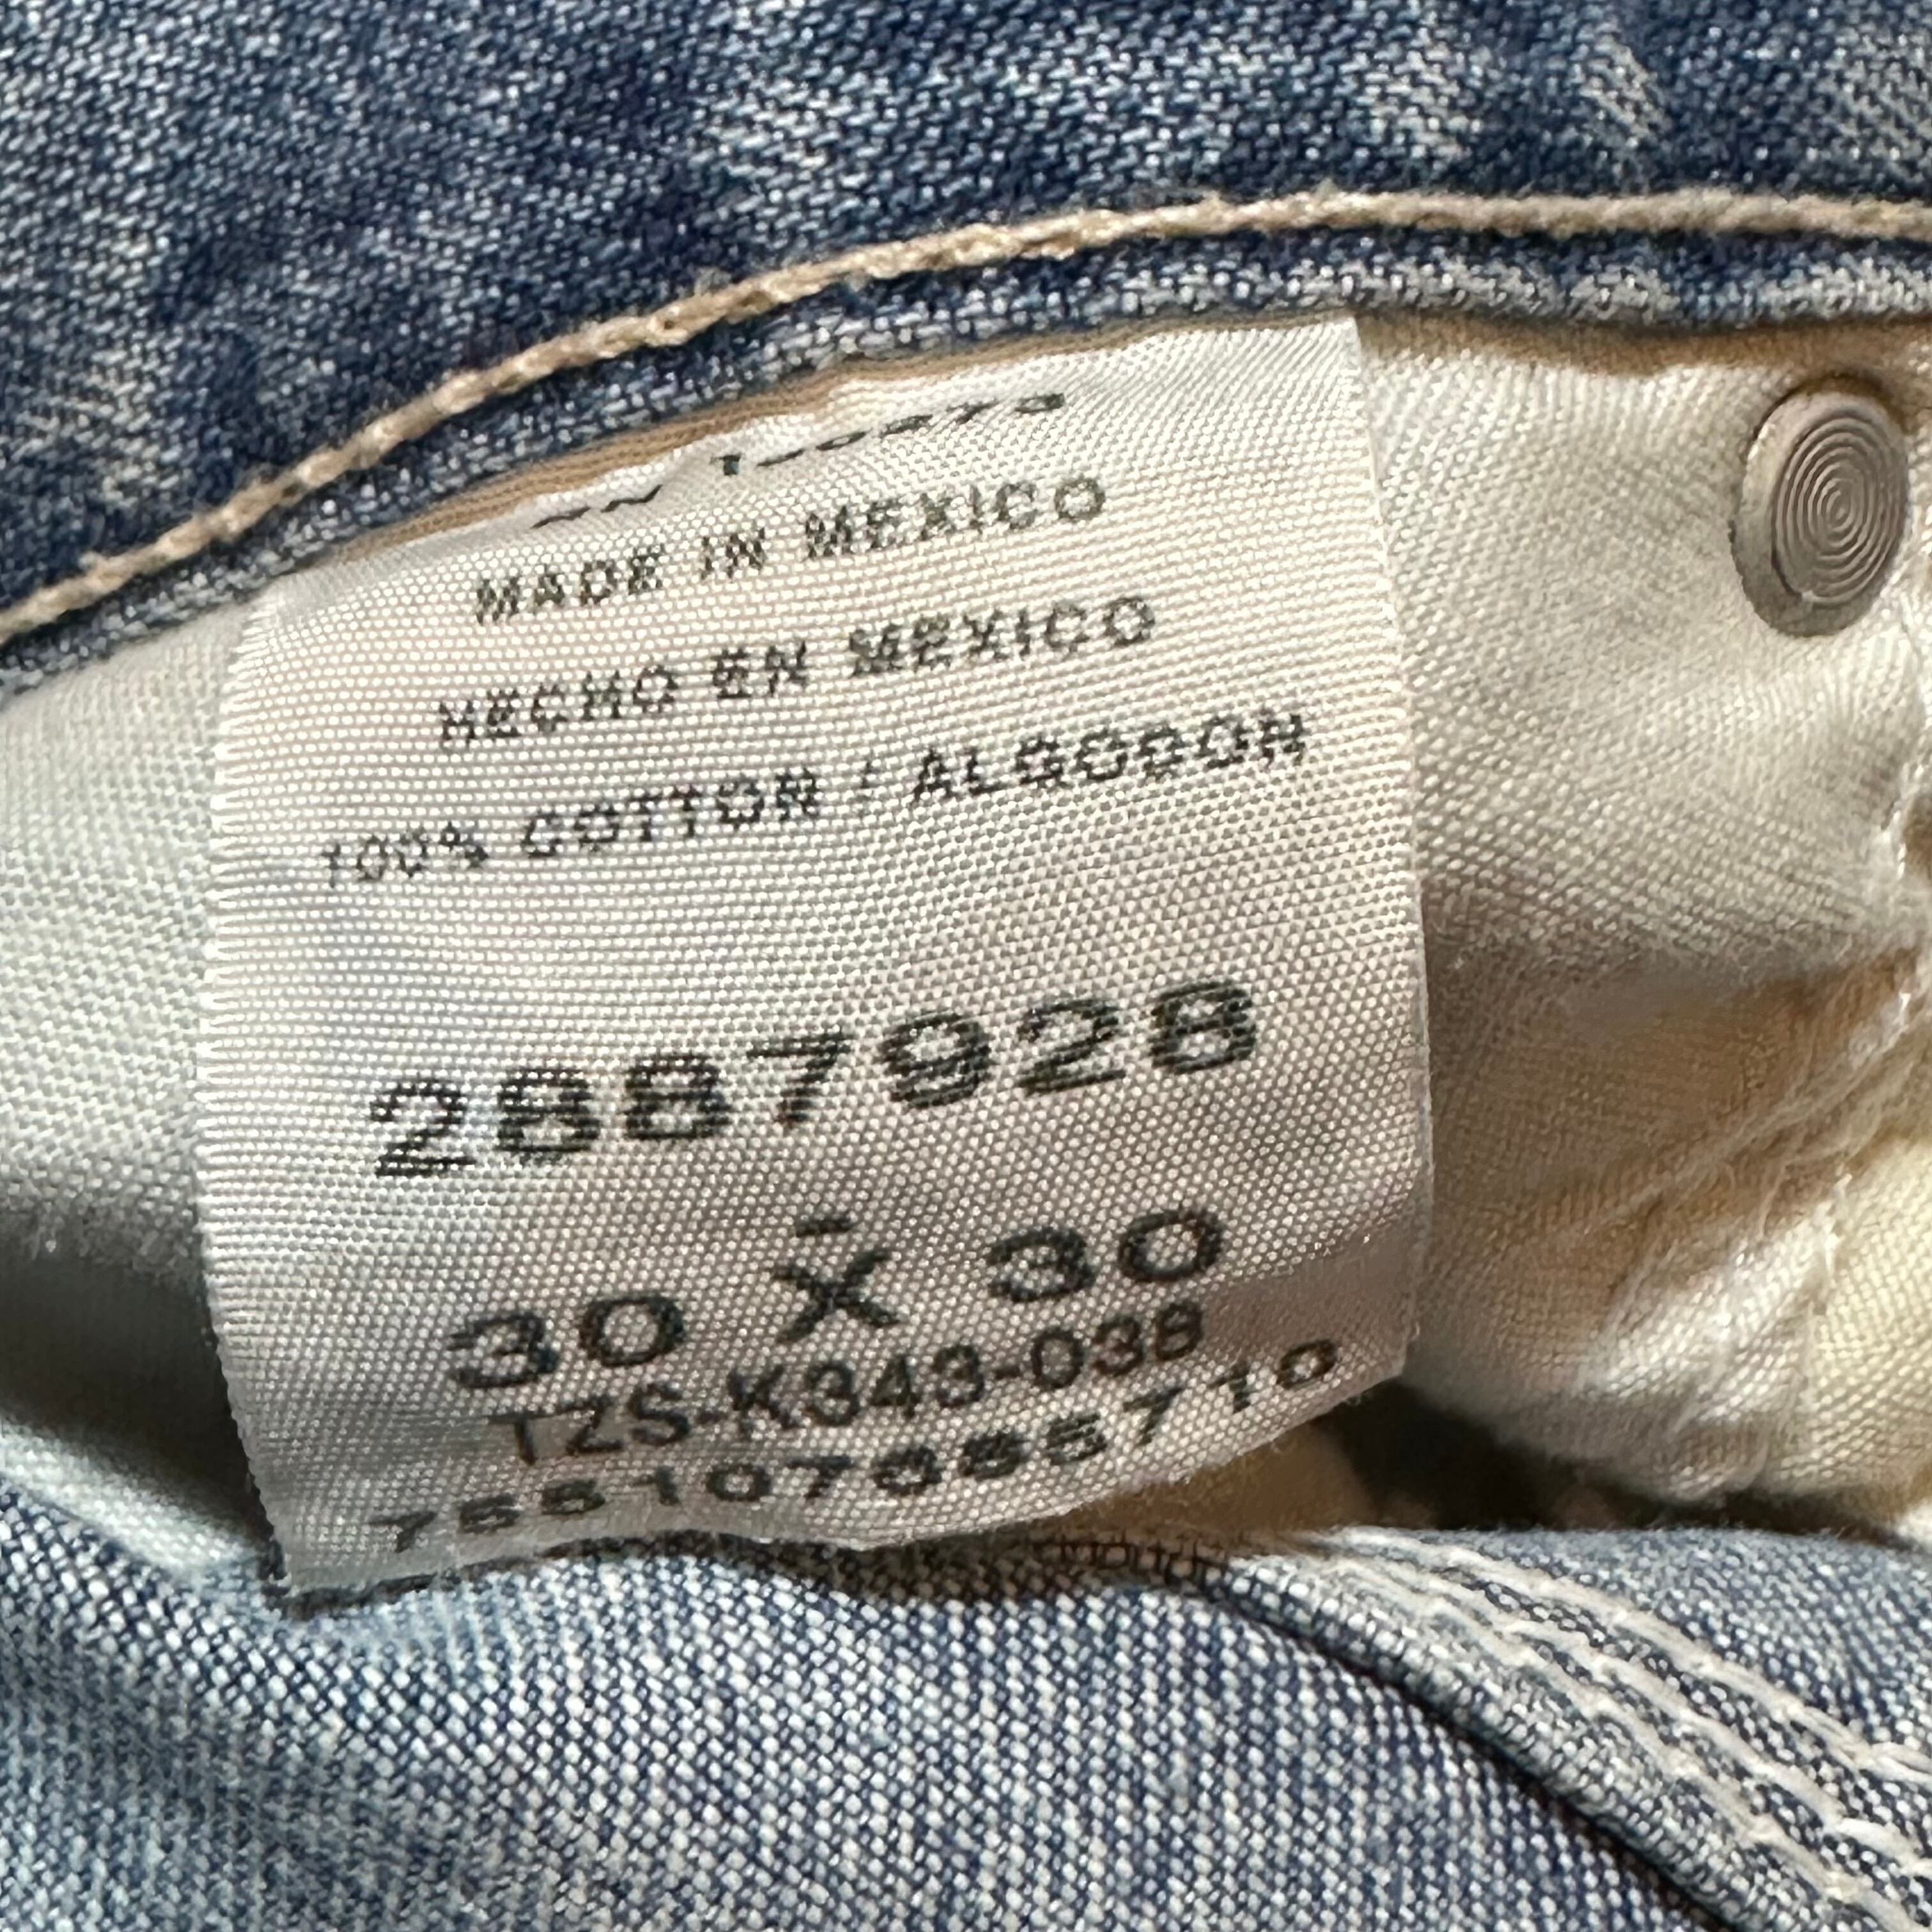 MADE IN MEXICO
HECHO EN MEXICO
100% COTTON / ALGODON
2887928
30 X 30
TZS-K343-038